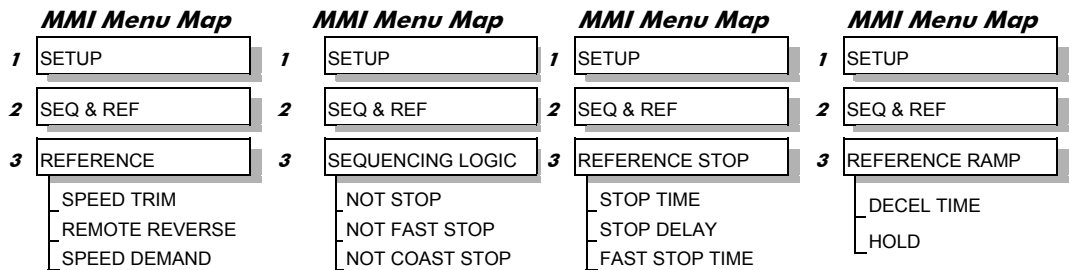 MMI Menu Map
1 SETUP
2 SEQ & REF
3 REFERENCE
SPEED TRIM
REMOTE REVERSE
SPEED DEMAND
MMI Menu Map
1 SETUP
2 SEQ & REF
3 SEQUENCING LOGIC
NOT STOP
NOT FAST STOP
NOT COAST STOP
MMI Menu Map
1 SETUP
2 SEQ & REF
3 REFERENCE STOP
STOP TIME
STOP DELAY
FAST STOP TIME
MMI Menu Map
1 SETUP
2 SEQ & REF
3 REFERENCE RAMP
DECEL TIME
HOLD